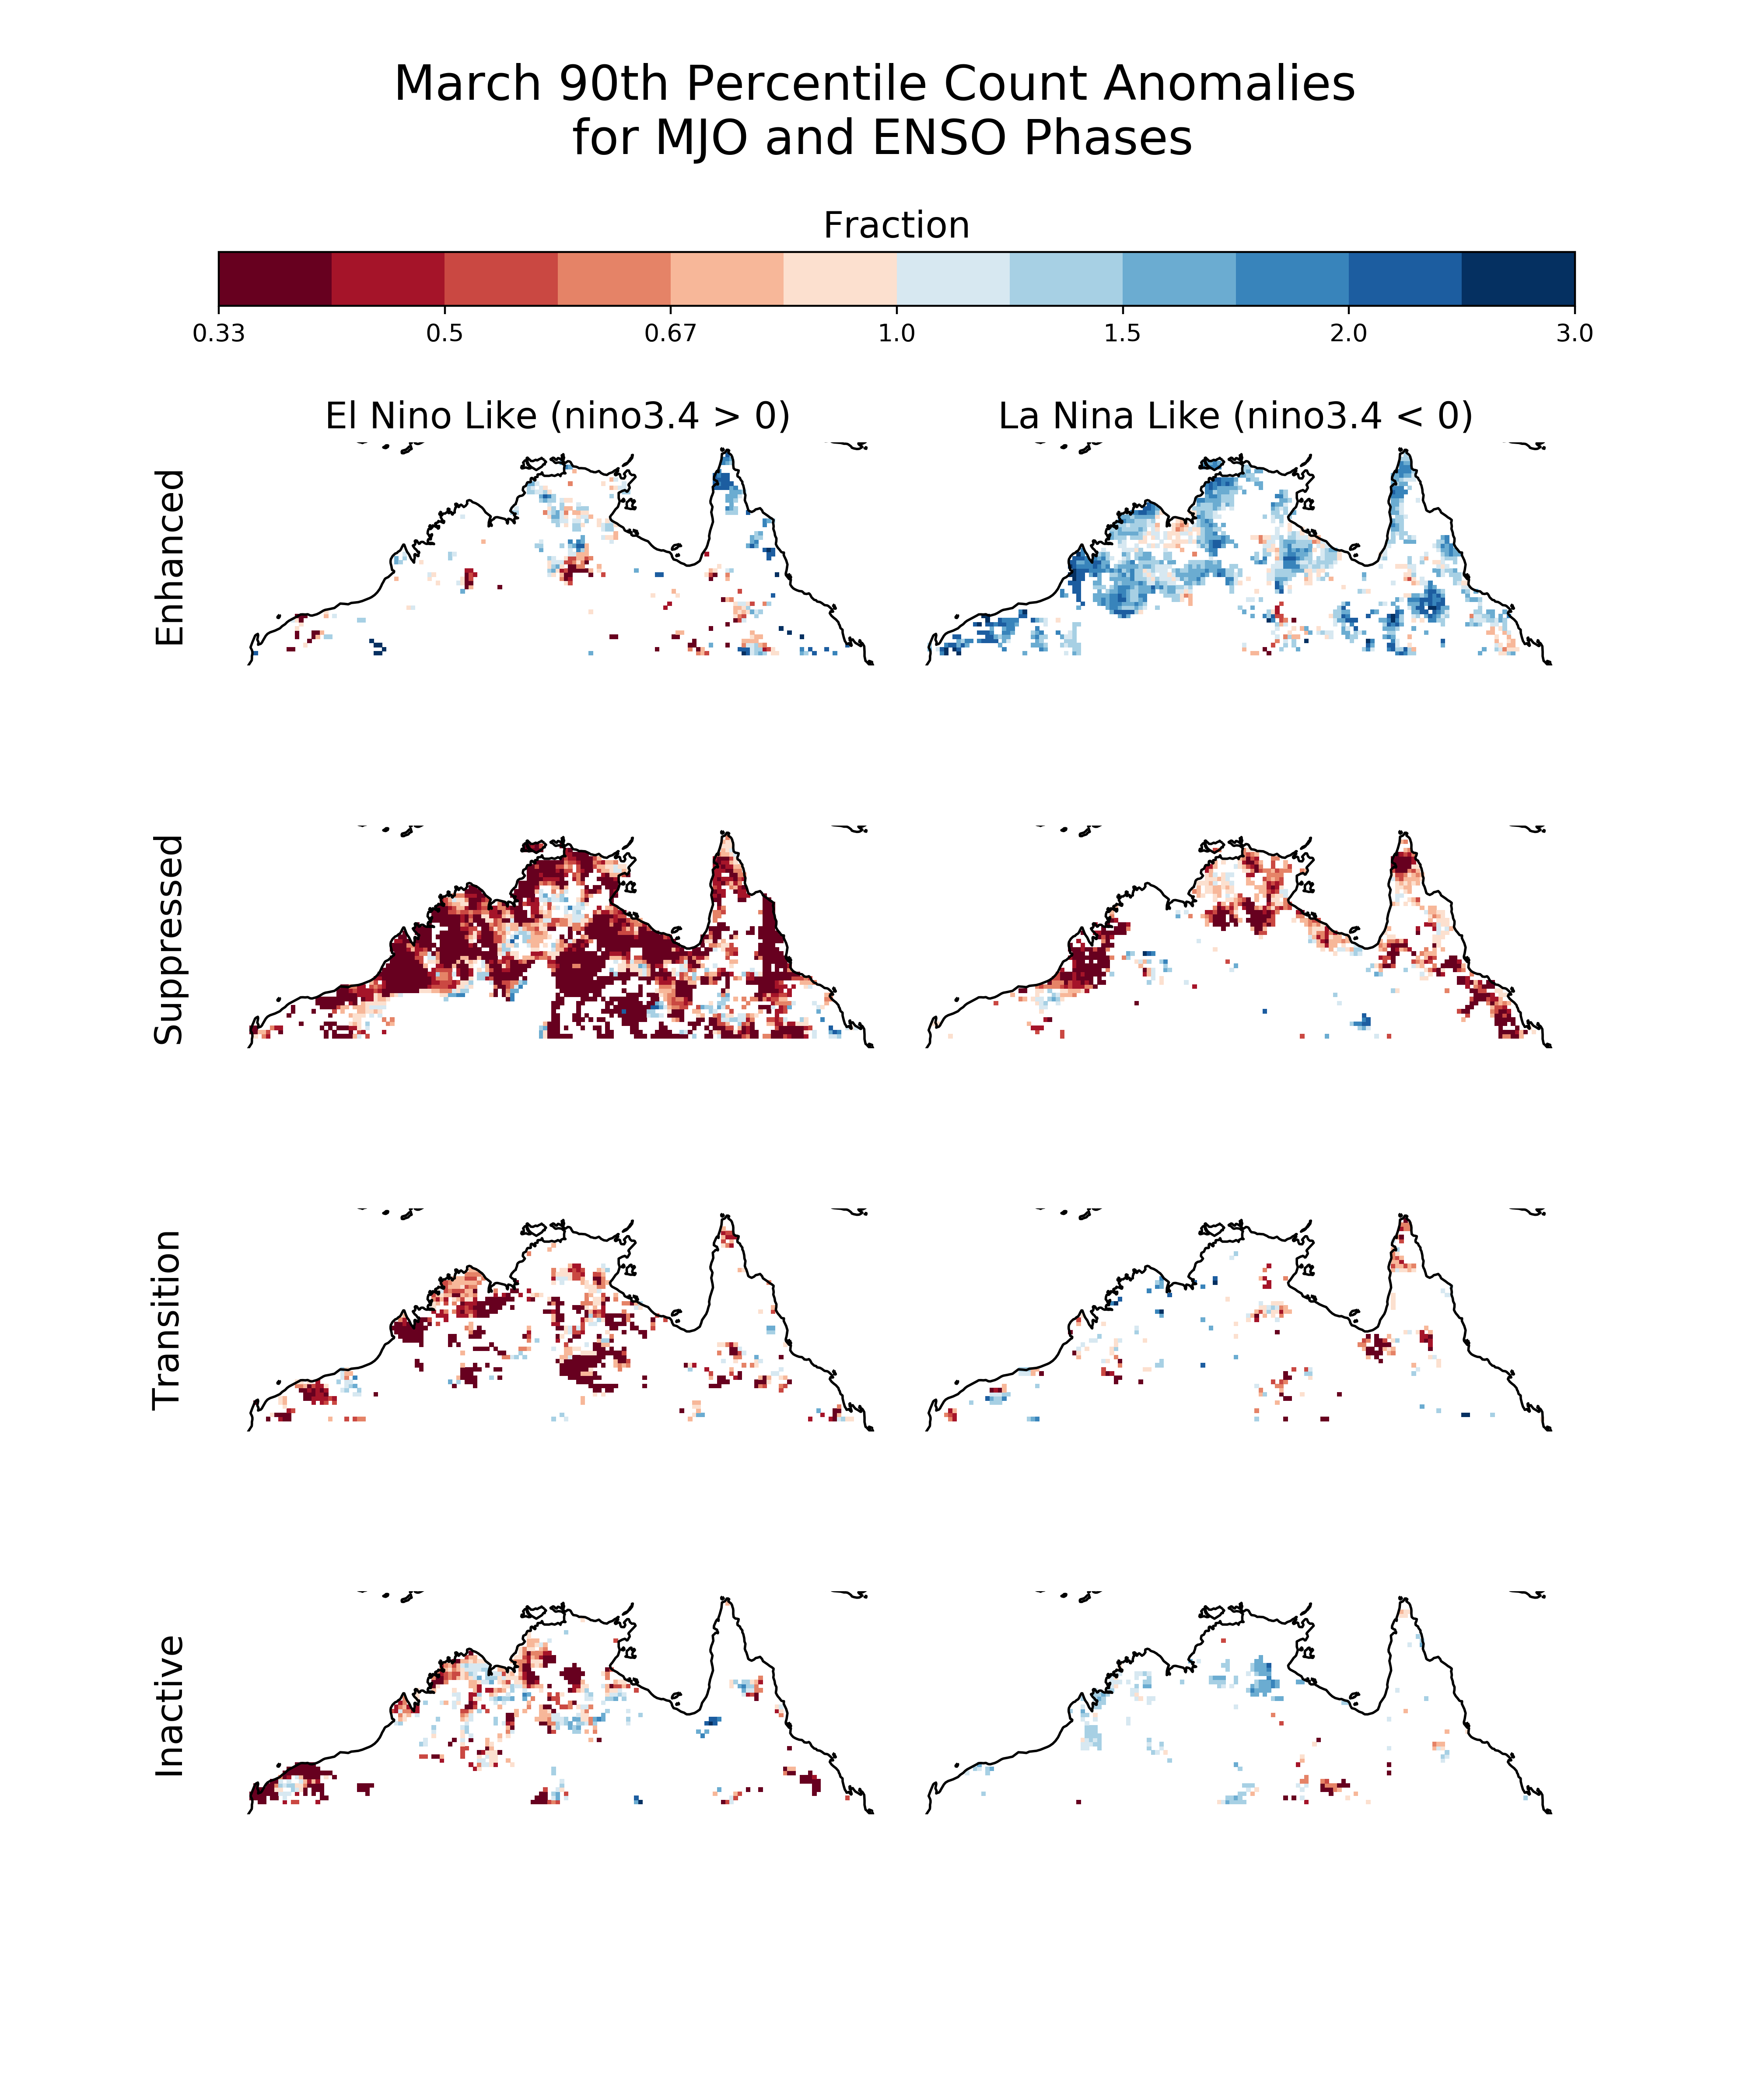 March 90th Percentile Count Anomalies
for MJO and ENSO Phases
Fraction
0.33 0.5 0.67 1.0 1.5 2.0 3.0
El Nino Like (nino3.4 > 0) La Nina Like (nino3.4 < 0)
Enhanced
Suppressed
Transition
Inactive